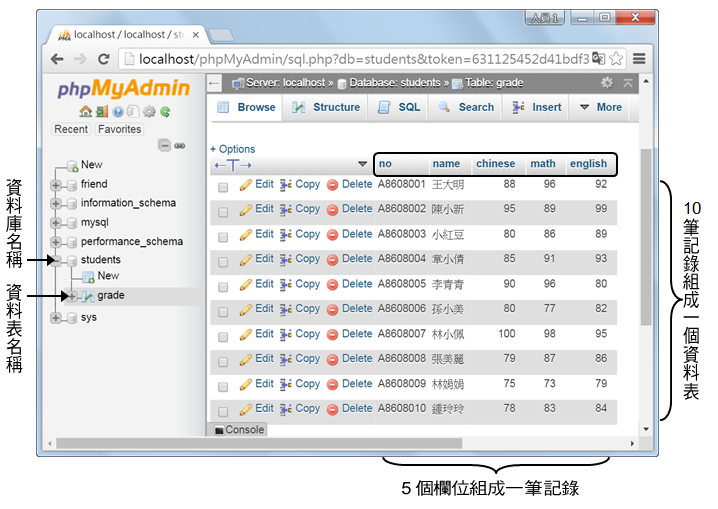 人員 1
localhost / localhost / stu
localhost/phpMyAdmin/sql.php?db=students&token=631125452d41bdf3
phpMyAdmin
Recent Favorites
New
friend
information_schema
mysql
performance_schema
students
New
grade
sys
Server: localhost » Database: students » Table: grade
Browse Structure SQL Search Insert More
+ Options
no name chinese math english
Edit Copy Delete A8608001 王大明 88 96 92
Edit Copy Delete A8608002 陳小新 95 89 99
Edit Copy Delete A8608003 小紅豆 80 86 89
Edit Copy Delete A8608004 章小倩 85 91 93
Edit Copy Delete A8608005 李青青 90 96 80
Edit Copy Delete A8608006 孫小美 80 77 82
Edit Copy Delete A8608007 林小佩 100 98 95
Edit Copy Delete A8608008 張美麗 79 87 86
Edit Copy Delete A8608009 林娟娟 75 73 79
Edit Copy Delete A8608010 鍾玲玲 78 83 84
Console
資料庫名稱
資料表名稱
10筆記錄組成一個資料表
5 個欄位組成一筆記錄